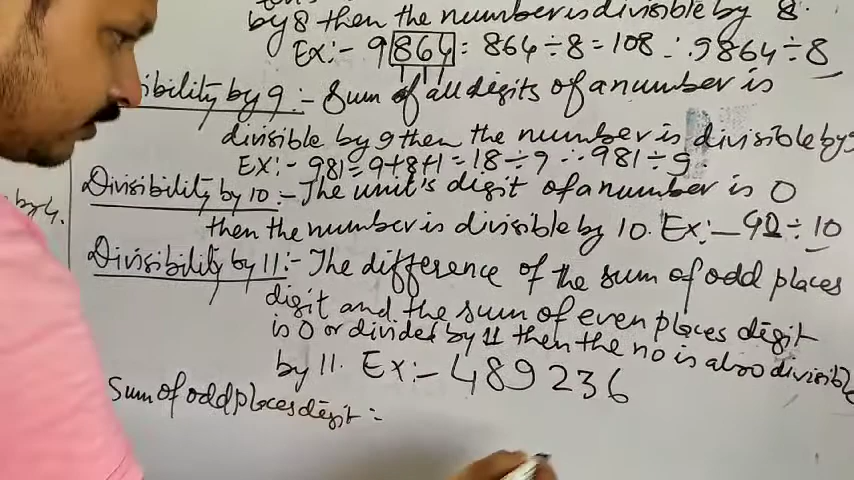 by 8 then the number is divisible by 8.
Ex:- 9864 = 864 ÷ 8 = 108 ∴ 9864 ÷ 8
ibility by 9:- Sum of all digits of a number is
divisible by 9 then the number is divisible by 9
EX:- 981 = 9+8+1 = 18 ÷ 9 ∴ 981 ÷ 9
by 4.
Divisibility by 10:- The unit's digit of a number is 0
then the number is divisible by 10. Ex:- 90 ÷ 10
Divisibility by 11:- The difference of the sum of odd places
digit and the sum of even places digit
is 0 or divided by 11 then the no is also divisible
by 11. Ex:- 489236
Sum of odd places digit =